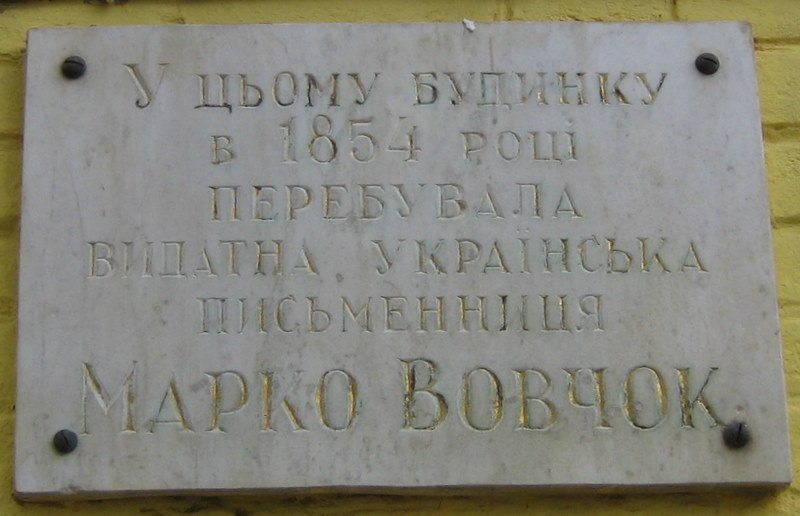 У ЦЬОМУ БУДИНКУ
В 1854 РОЦІ
ПЕРЕБУВАЛА
ВИДАТНА УКРАЇНСЬКА
ПИСЬМЕННИЦЯ
МАРКО ВОВЧОК